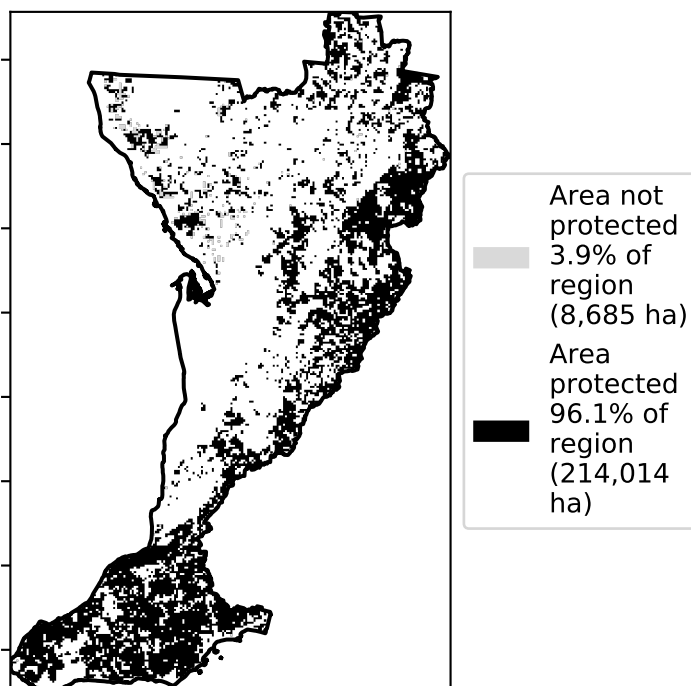 Area not
protected
3.9% of
region
(8,685 ha)
Area
protected
96.1% of
region
(214,014
ha)